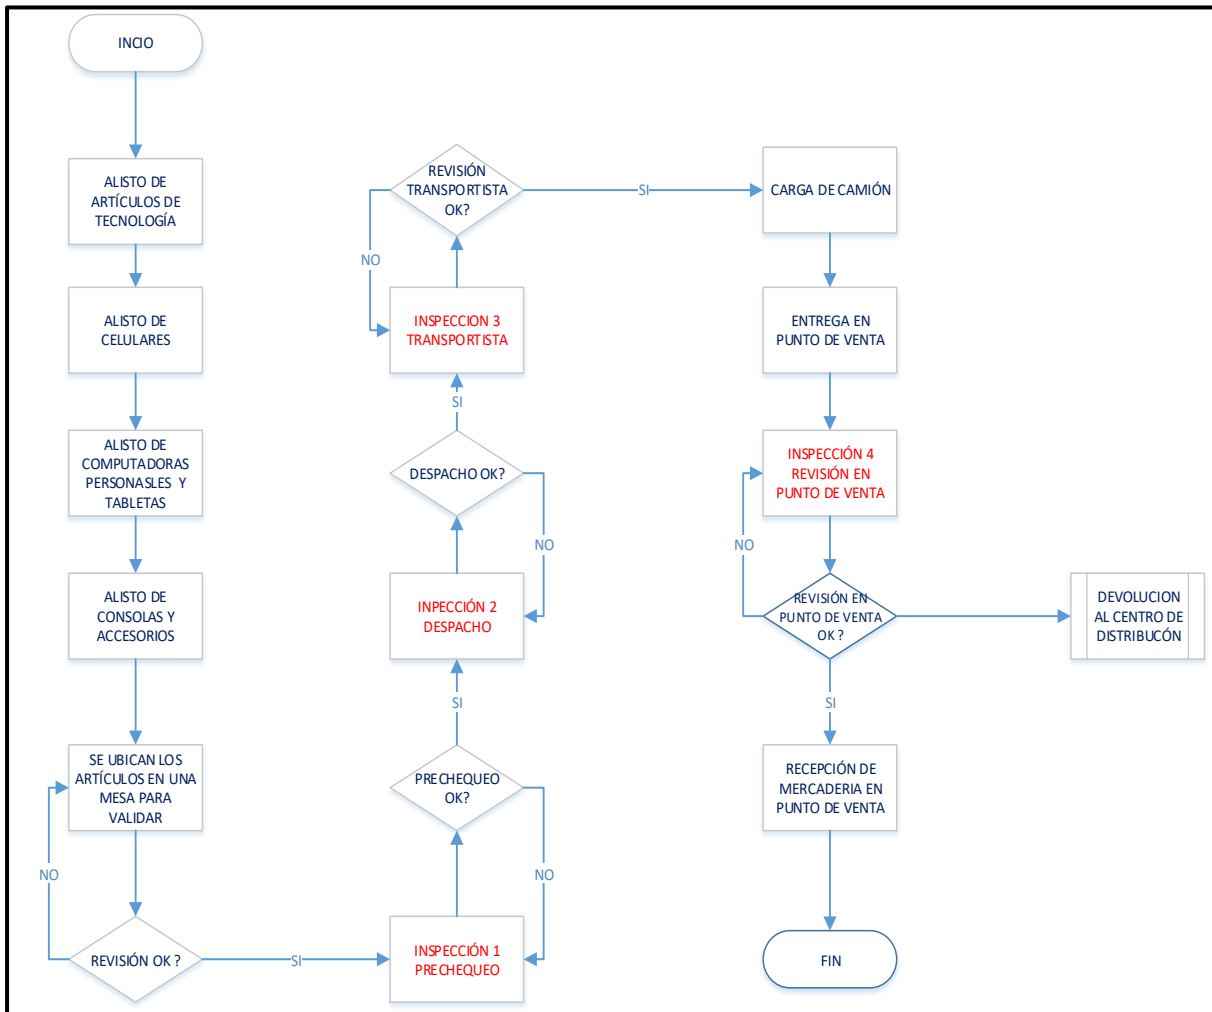 INCIO
ALISTO DE
ARTÍCULOS DE
TECNOLOGÍA
ALISTO DE
CELULARES
ALISTO DE
COMPUTADORAS
PERSONASLES Y
TABLETAS
ALISTO DE
CONSOLAS Y
ACCESORIOS
SE UBICAN LOS
ARTÍCULOS EN UNA
MESA PARA
VALIDAR
NO
REVISIÓN OK ?
SI
INSPECCIÓN 1
PRECHEQUEO
NO
PRECHEQUEO
OK?
SI
INPECCIÓN 2
DESPACHO
NO
DESPACHO OK?
SI
INSPECCION 3
TRANSPORTISTA
NO
REVISIÓN
TRANSPORTISTA
OK?
SI
CARGA DE CAMIÓN
ENTREGA EN
PUNTO DE VENTA
INSPECCIÓN 4
REVISIÓN EN
PUNTO DE VENTA
NO
REVISIÓN EN
PUNTO DE VENTA
OK ?
DEVOLUCION
AL CENTRO DE
DISTRIBUCÓN
SI
RECEPCIÓN DE
MERCADERIA EN
PUNTO DE VENTA
FIN